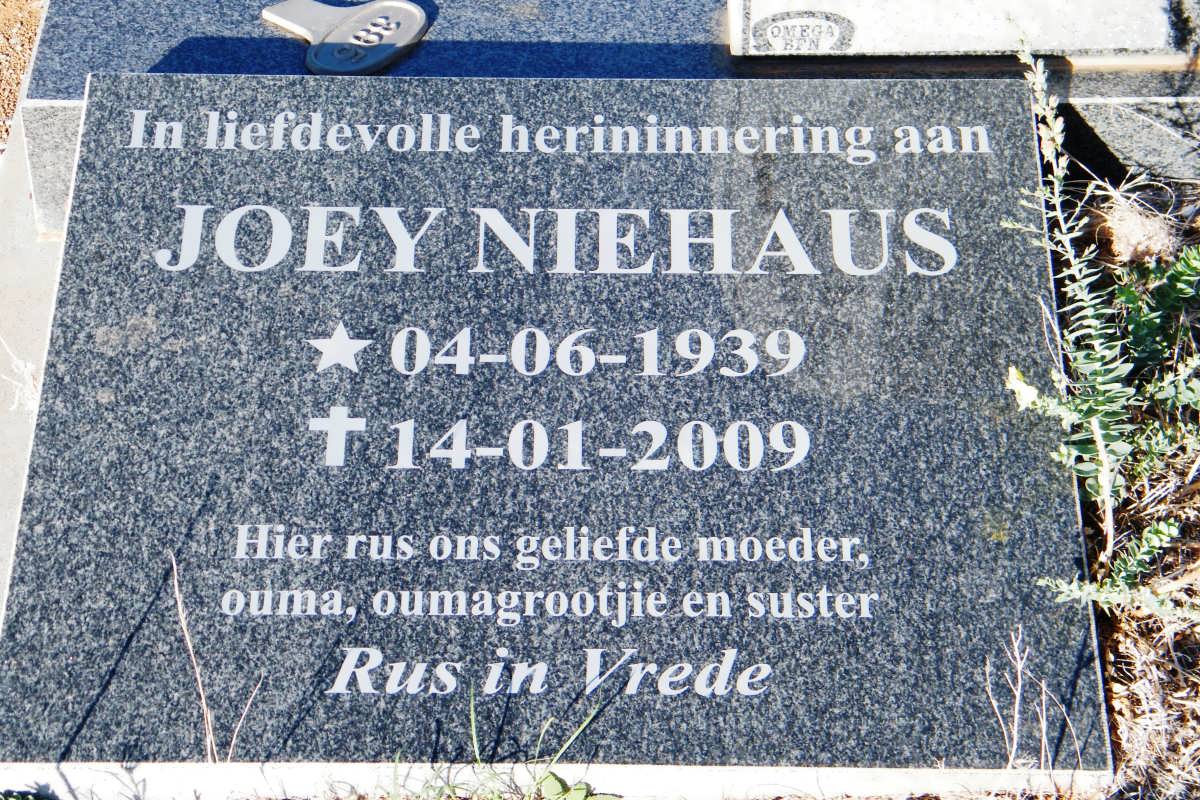 OMEGA
BFN
In liefdevolle herininnering aan
JOEY NIEHAUS
04-06-1939
14-01-2009
Hier rus ons geliefde moeder,
ouma, oumagrootjie en suster
Rus in Vrede